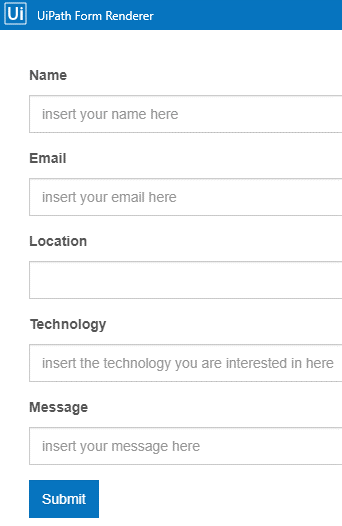 Ui UiPath Form Renderer
Name
insert your name here
Email
insert your email here
Location
Technology
insert the technology you are interested in here
Message
insert your message here
Submit